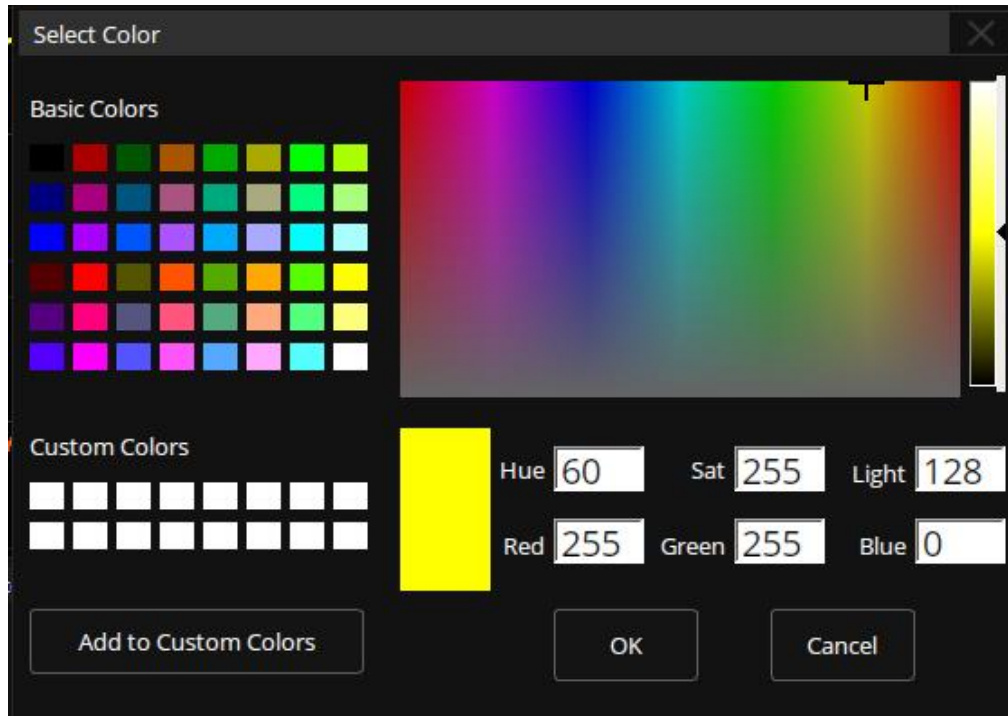 Select Color
Basic Colors
Custom Colors
Hue 60 Sat 255 Light 128
Red 255 Green 255 Blue 0
Add to Custom Colors OK Cancel